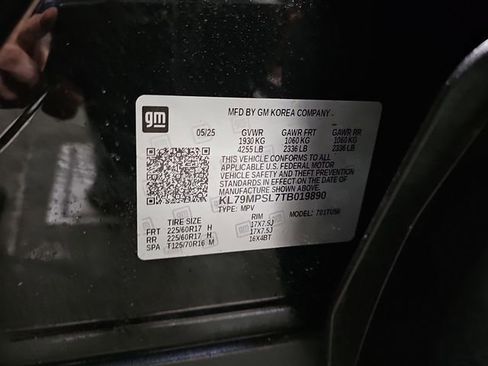 gm
MFD BY GM KOREA COMPANY -
05/25 GVWR GAWR FRT GAWR RR
1930 KG 1060 KG 1060 KG
4255 LB 2336 LB 2336 LB
THIS VEHICLE CONFORMS TO ALL
APPLICABLE U.S. FEDERAL MOTOR
VEHICLE SAFETY
STANDARDS IN EFFECT ON THE DATE OF
MANUFACTURE SHOWN ABOVE.
KL79MPSL7TB019890
TYPE: MPV MODEL:
TIRE SIZE RIM
FRT 225/60R17 H 17X7.5J
RR 225/60R17 H 17X7.5J
SPA T125/70R16 M 16X4BT